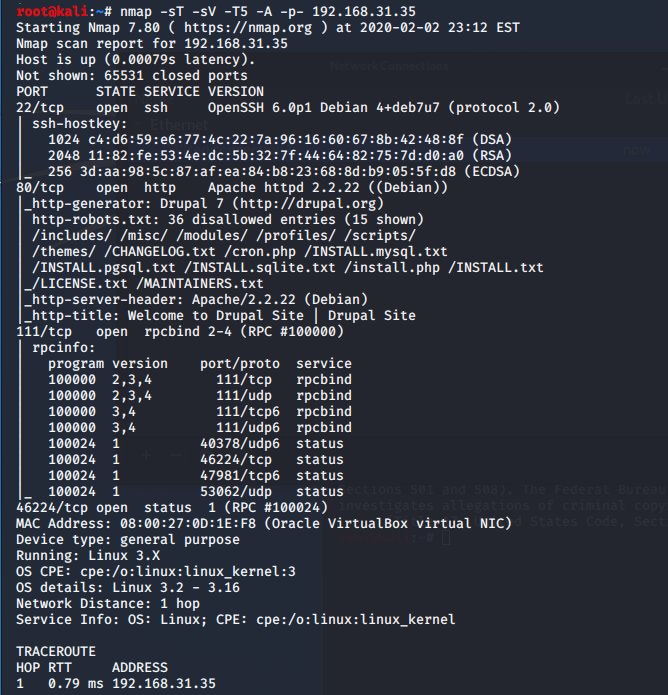 root@kali:~# nmap -sT -sV -T5 -A -p- 192.168.31.35
Starting Nmap 7.80 ( https://nmap.org ) at 2020-02-02 23:12 EST
Nmap scan report for 192.168.31.35
Host is up (0.00079s latency).
Not shown: 65531 closed ports
PORT      STATE SERVICE VERSION
22/tcp    open  ssh     OpenSSH 6.0p1 Debian 4+deb7u7 (protocol 2.0)
| ssh-hostkey:
|   1024 c4:d6:59:e6:77:4c:22:7a:96:16:60:67:8b:42:48:8f (DSA)
|   2048 11:82:fe:53:4e:dc:5b:32:7f:44:64:82:75:7d:d0:a0 (RSA)
|_  256 3d:aa:98:5c:87:af:ea:84:b8:23:68:8d:b9:05:5f:d8 (ECDSA)
80/tcp    open  http    Apache httpd 2.2.22 ((Debian))
|_http-generator: Drupal 7 (http://drupal.org)
| http-robots.txt: 36 disallowed entries (15 shown)
| /includes/ /misc/ /modules/ /profiles/ /scripts/
| /themes/ /CHANGELOG.txt /cron.php /INSTALL.mysql.txt
| /INSTALL.pgsql.txt /INSTALL.sqlite.txt /install.php /INSTALL.txt
|_/LICENSE.txt /MAINTAINERS.txt
|_http-server-header: Apache/2.2.22 (Debian)
|_http-title: Welcome to Drupal Site | Drupal Site
111/tcp   open  rpcbind 2-4 (RPC #100000)
| rpcinfo:
|   program version    port/proto  service
|   100000  2,3,4        111/tcp   rpcbind
|   100000  2,3,4        111/udp   rpcbind
|   100000  3,4          111/tcp6  rpcbind
|   100000  3,4          111/udp6  rpcbind
|   100024  1          40378/udp6  status
|   100024  1          46224/tcp   status
|   100024  1          47981/tcp6  status
|_  100024  1          53062/udp   status
46224/tcp open  status  1 (RPC #100024)
MAC Address: 08:00:27:0D:1E:F8 (Oracle VirtualBox virtual NIC)
Device type: general purpose
Running: Linux 3.X
OS CPE: cpe:/o:linux:linux_kernel:3
OS details: Linux 3.2 - 3.16
Network Distance: 1 hop
Service Info: OS: Linux; CPE: cpe:/o:linux:linux_kernel
TRACEROUTE
HOP RTT     ADDRESS
1   0.79 ms 192.168.31.35